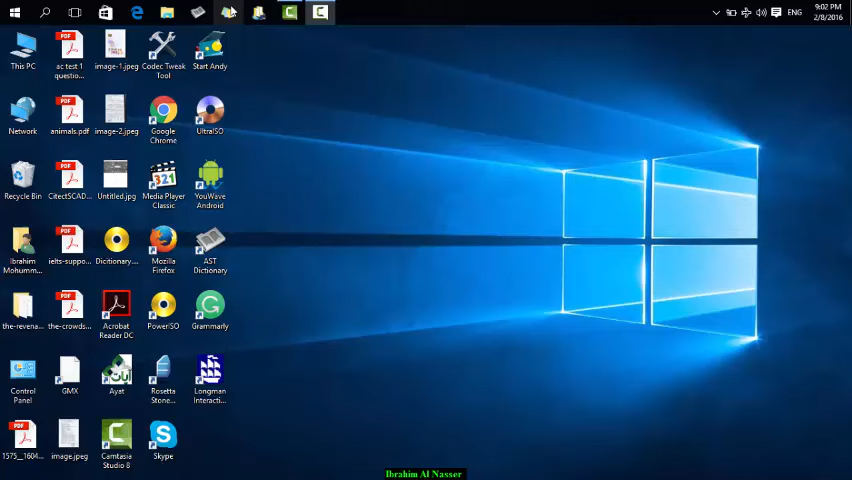 ENG
9:02 PM
2/8/2016
This PC
ac test 1
questio...
image-1.jpeg
Codec Tweak
Tool
Start Andy
Network
animals.pdf
image-2.jpeg
Google
Chrome
UltraISO
Recycle Bin
CitectSCAD...
Untitled.jpg
Media Player
Classic
YouWave
Android
Ibrahim
Mohumm...
ielts-suppo...
Dicitionary...
Mozilla
Firefox
AST
Dictionary
the-revena...
the-crowds...
Acrobat
Reader DC
PowerISO
Grammarly
Control
Panel
GMX
Ayat
Rosetta
Stone...
Longman
Interacti...
1575__1604...
image.jpeg
Camtasia
Studio 8
Skype
Ibrahim Al Nasser